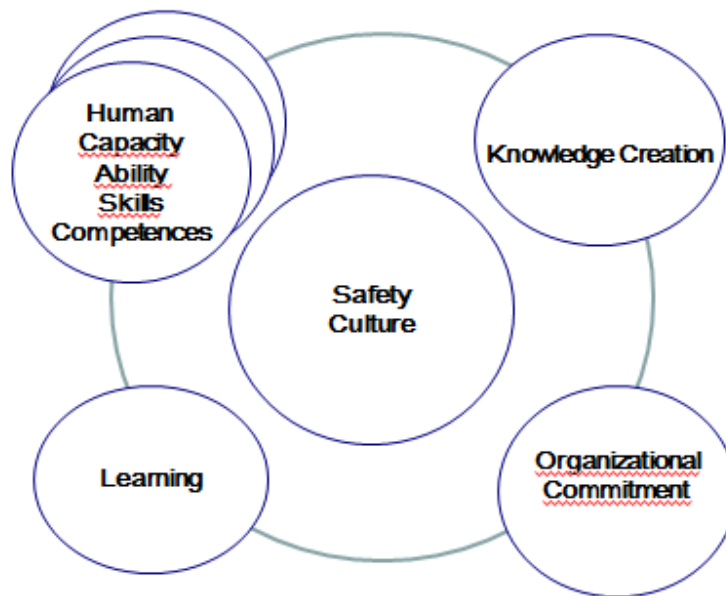 Human
Capacity
Ability
Skills
Competences
Knowledge Creation
Safety
Culture
Learning
Organizational
Commitment